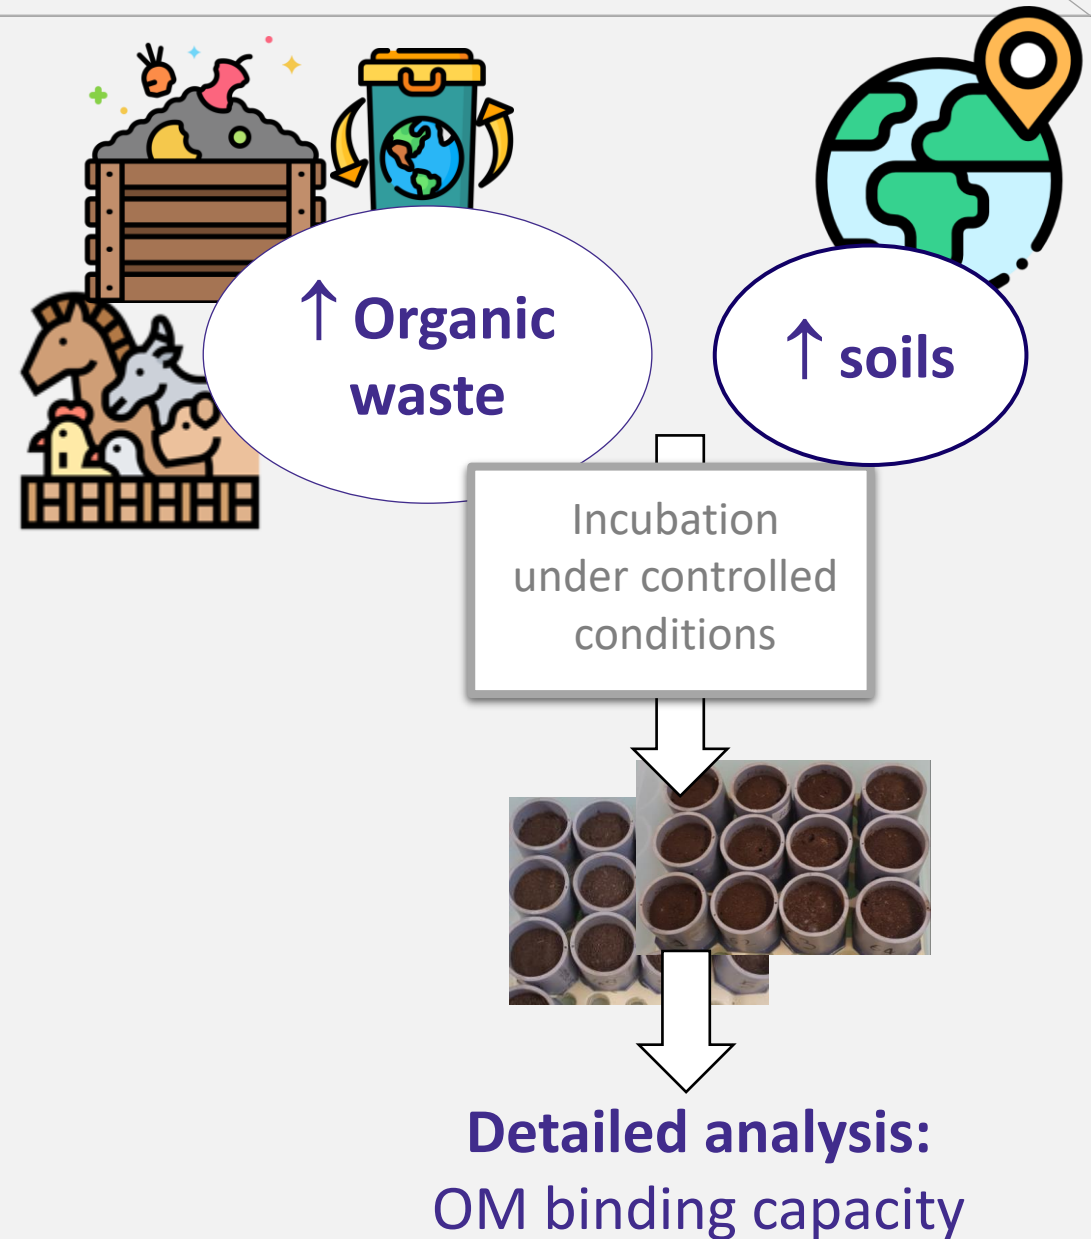 ↑ Organic
waste
↑ soils
Incubation
under controlled
conditions
Detailed analysis:
OM binding capacity